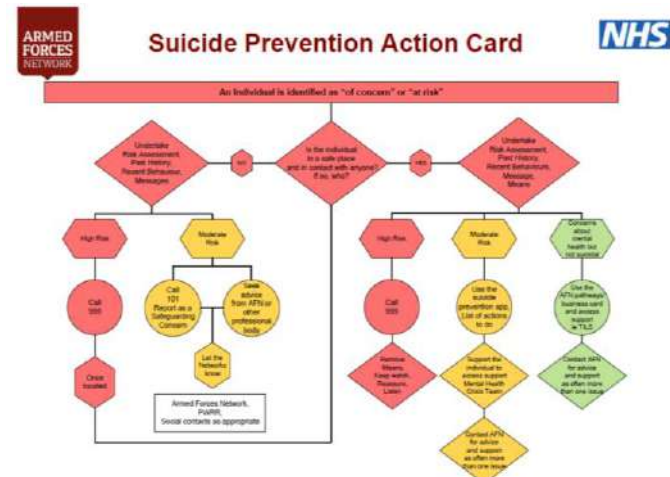 ARMED
FORCES
NETWORK
Suicide Prevention Action Card
NHS
An Individual is identified as "of concern" or "at risk"
Undertake
Risk Assessment,
Past History,
Recent Behaviour,
Messages
NO
Is the individual
in a safe place
and in contact with anyone?
If so, who?
YES
Undertake
Risk Assessment,
Past History,
Recent Behaviours,
Message,
Means
High Risk
Moderate
Risk
High Risk
Moderate
Risk
Concerns
about
mental
health but
not suicidal
Call
999
Call
101
Report as a
Safeguarding
Concern
Seek
advice
from AFN or
other
professional
body
Call
999
Use the
suicide
prevention app,
List of actions
to do
Use the
AFN pathways
business card
and assess
support
ie TILS
Once
located
Let the
Networks
know
Armed Forces Network,
PWRR,
Social contacts as appropriate
Remove
Means,
Keep watch,
Reassure,
Listen
Support the
individual to
access support
Mental Health
Crisis Team
Contact AFN
for advice
and support
as often more
than one issue
Contact AFN
for advice
and support
as often more
than one issue